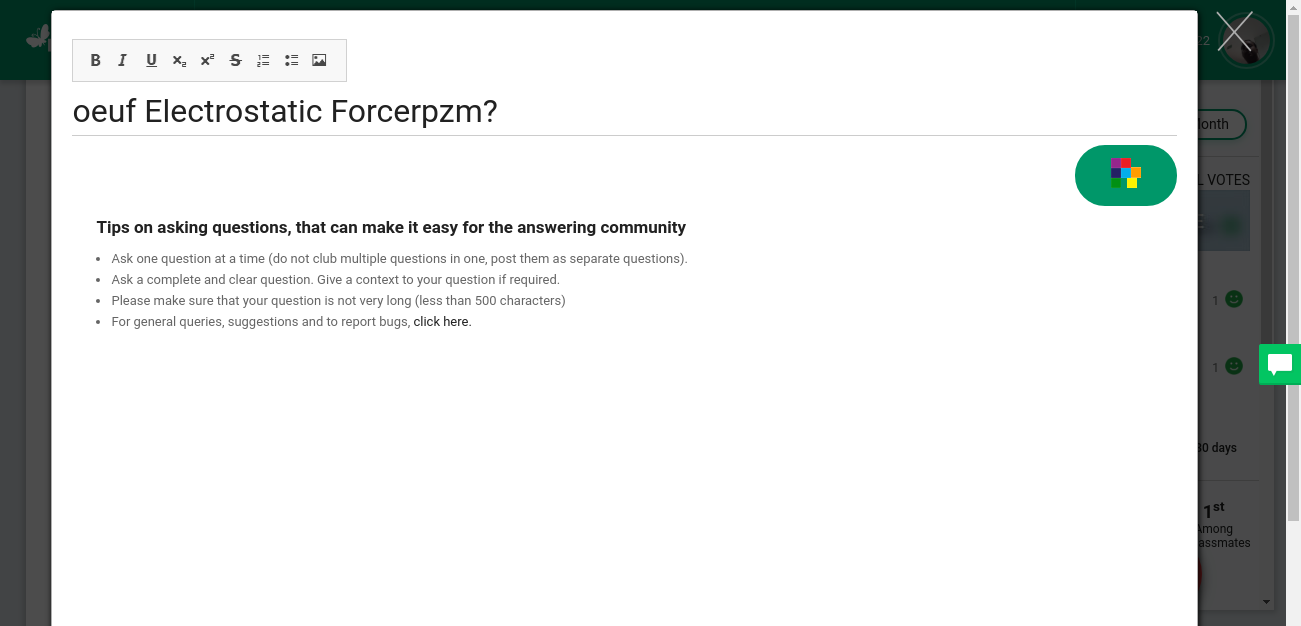 22
B I U x₂ x² S
oeuf Electrostatic Forcerpzm?
Tips on asking questions, that can make it easy for the answering community
Ask one question at a time (do not club multiple questions in one, post them as separate questions).
Ask a complete and clear question. Give a context to your question if required.
Please make sure that your question is not very long (less than 500 characters)
For general queries, suggestions and to report bugs, click here.
VOTES
1
1
30 days
1st
Among